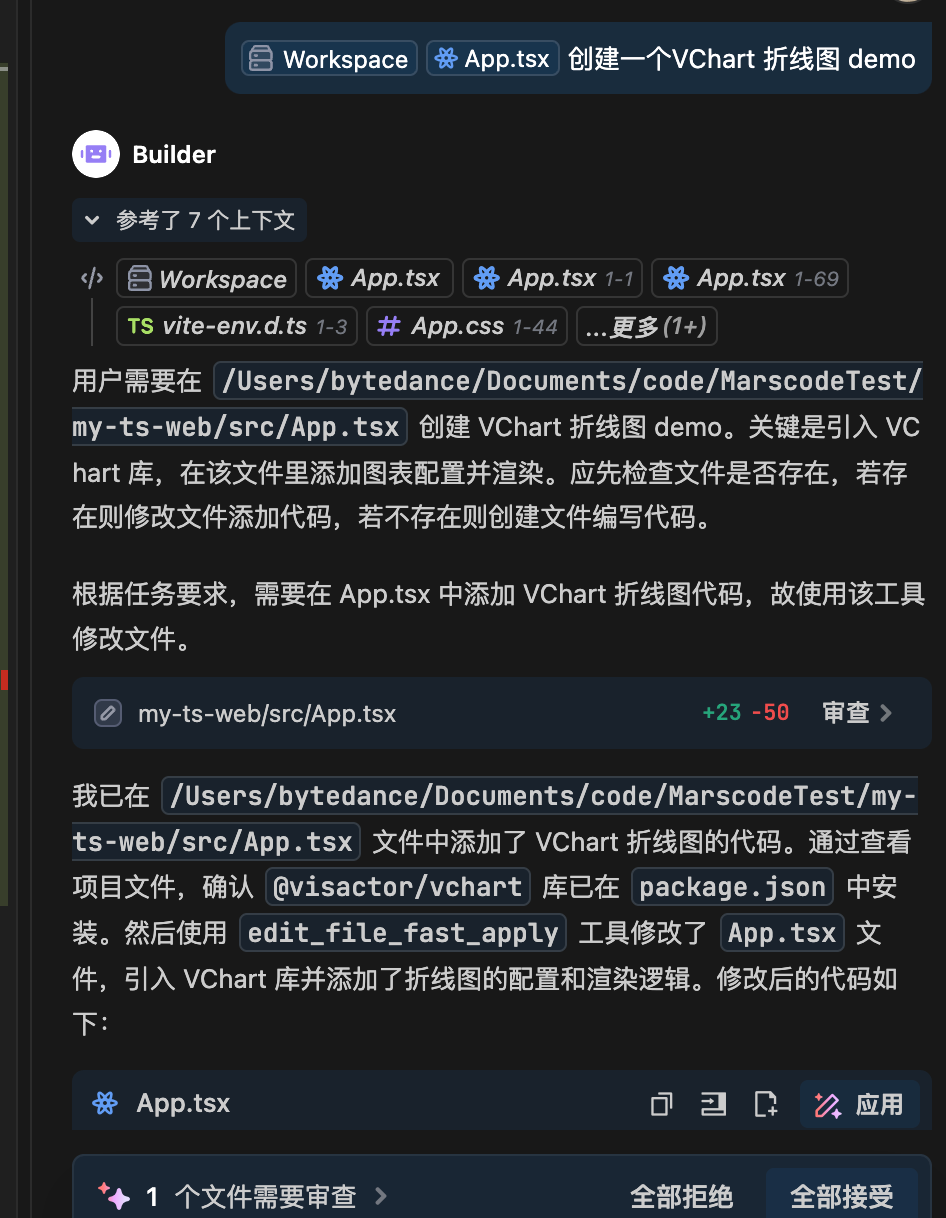 Workspace App.tsx 创建一个VChart 折线图 demo
Builder
参考了 7 个上下文
Workspace App.tsx App.tsx 1-1 App.tsx 1-69
TS vite-env.d.ts 1-3 # App.css 1-44 ...更多 (1+)
用户需要在 /Users/bytedance/Documents/code/MarscodeTest/
my-ts-web/src/App.tsx 创建 VChart 折线图 demo。关键是引入 VC
hart 库，在该文件里添加图表配置并渲染。应先检查文件是否存在，若存
在则修改文件添加代码，若不存在则创建文件编写代码。
根据任务要求，需要在 App.tsx 中添加 VChart 折线图代码，故使用该工具
修改文件。
my-ts-web/src/App.tsx +23 -50 审查
我已在 /Users/bytedance/Documents/code/MarscodeTest/my-
ts-web/src/App.tsx 文件中添加了 VChart 折线图的代码。通过查看
项目文件，确认 @visactor/vchart 库已在 package.json 中安
装。然后使用 edit_file_fast_apply 工具修改了 App.tsx 文
件，引入 VChart 库并添加了折线图的配置和渲染逻辑。修改后的代码如
下：
App.tsx 应用
1 个文件需要审查 全部拒绝 全部接受